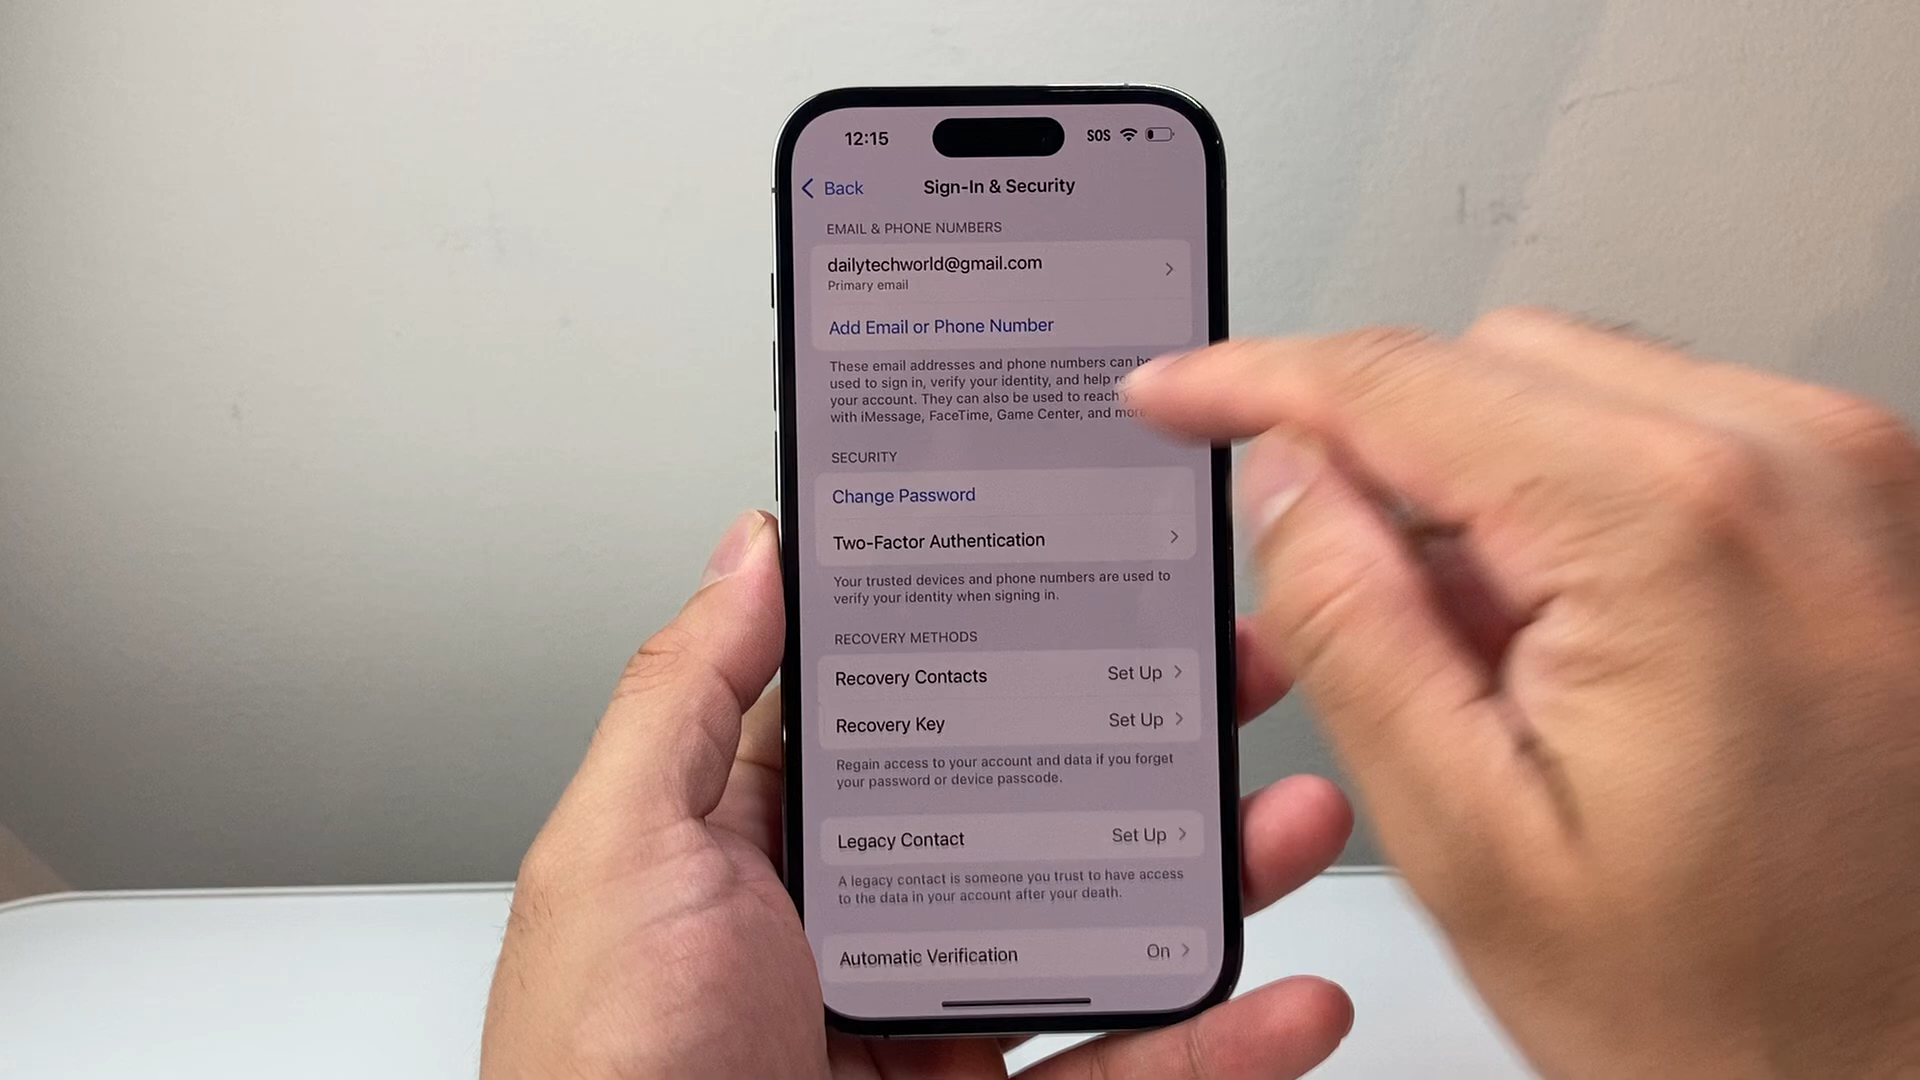 12:15
SOS
Back
Sign-In & Security
EMAIL & PHONE NUMBERS
dailytechworld@gmail.com
Primary email
Add Email or Phone Number
These email addresses and phone numbers can be
used to sign in, verify your identity, and help
your account. They can also be used to reach
with iMessage, FaceTime, Game Center, and more
SECURITY
Change Password
Two-Factor Authentication
Your trusted devices and phone numbers are used to
verify your identity when signing in.
RECOVERY METHODS
Recovery Contacts Set Up
Recovery Key Set Up
Regain access to your account and data if you forget
your password or device passcode.
Legacy Contact Set Up
A legacy contact is someone you trust to have access
to the data in your account after your death.
Automatic Verification On